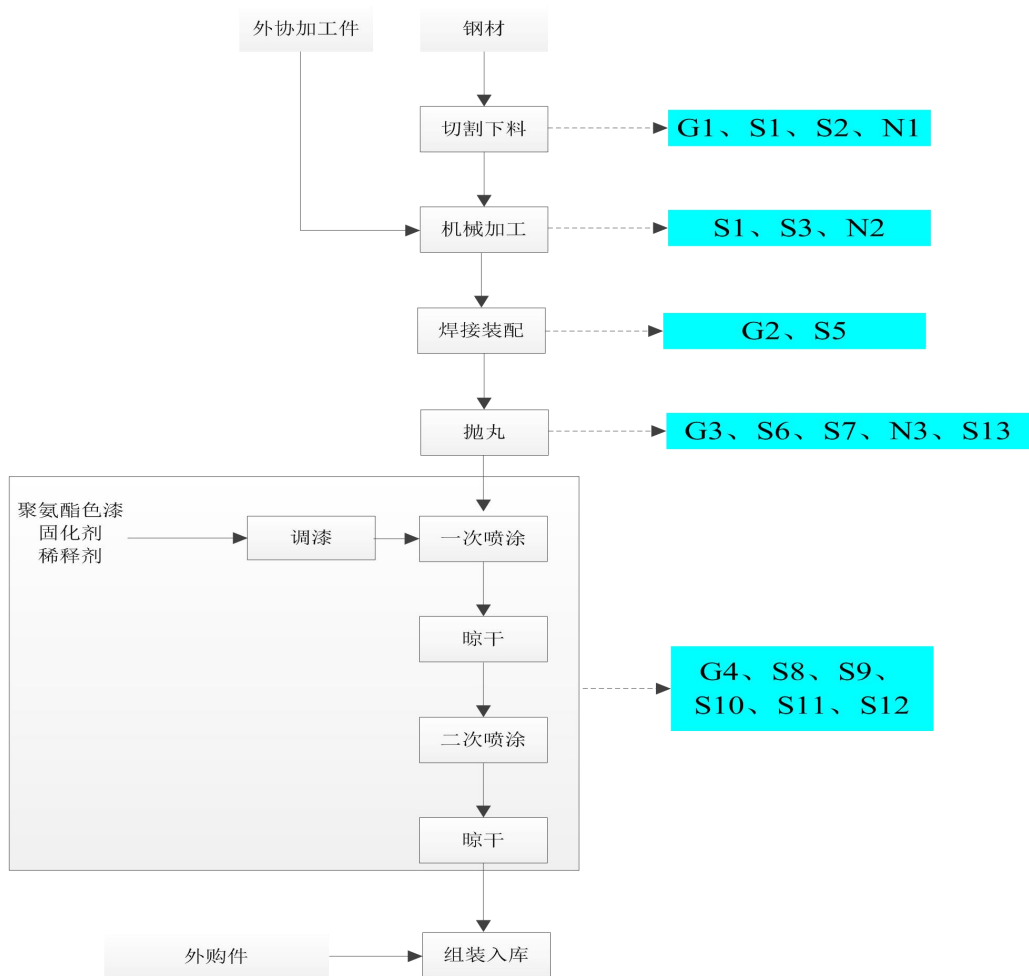 外协加工件
钢材
切割下料
G1、S1、S2、N1
机械加工
S1、S3、N2
焊接装配
G2、S5
抛丸
G3、S6、S7、N3、S13
聚氨酯色漆
固化剂
稀释剂
调漆
一次喷涂
晾干
G4、S8、S9、
S10、S11、S12
二次喷涂
晾干
外购件
组装入库